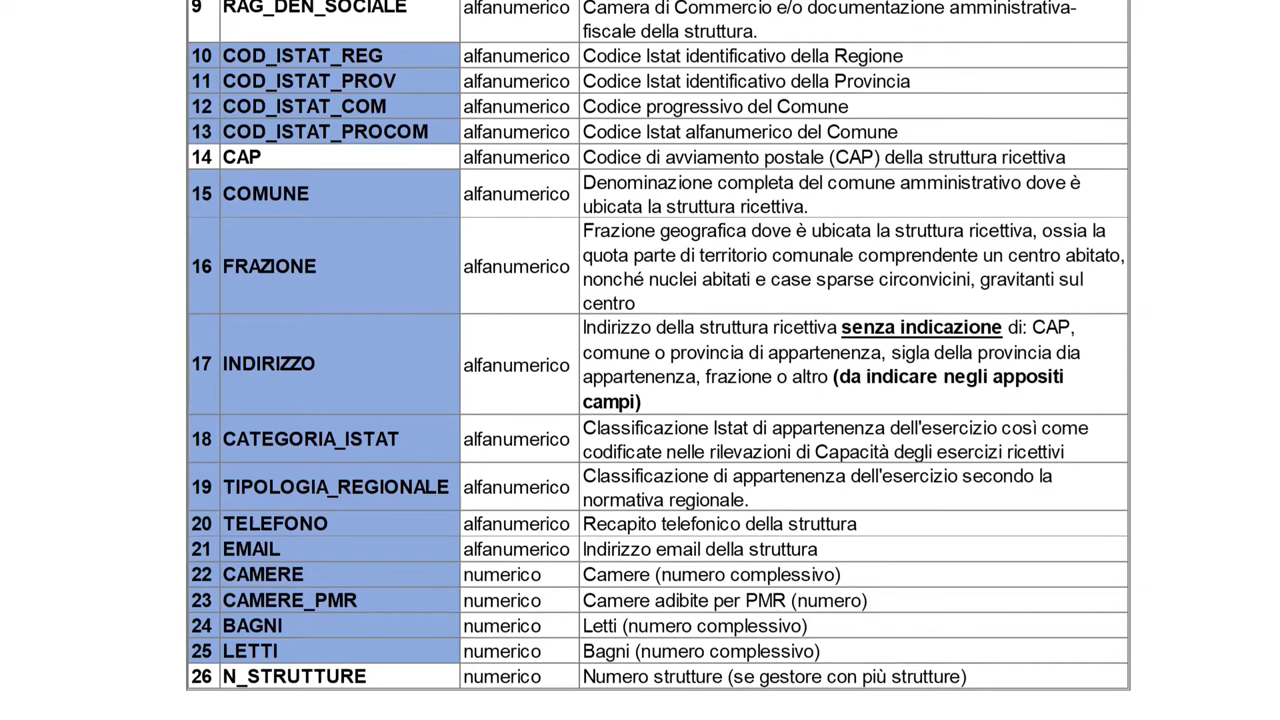 9 RAG_DEN_SOCIALE alfanumerico Camera di Commercio e/o documentazione amministrativa-
fiscale della struttura.
10 COD_ISTAT_REG alfanumerico Codice Istat identificativo della Regione
11 COD_ISTAT_PROV alfanumerico Codice Istat identificativo della Provincia
12 COD_ISTAT_COM alfanumerico Codice progressivo del Comune
13 COD_ISTAT_PROCOM alfanumerico Codice Istat alfanumerico del Comune
14 CAP alfanumerico Codice di avviamento postale (CAP) della struttura ricettiva
15 COMUNE alfanumerico Denominazione completa del comune amministrativo dove è
ubicata la struttura ricettiva.
16 FRAZIONE alfanumerico Frazione geografica dove è ubicata la struttura ricettiva, ossia la
quota parte di territorio comunale comprendente un centro abitato,
nonché nuclei abitati e case sparse circonvicini, gravitanti sul
centro
17 INDIRIZZO alfanumerico Indirizzo della struttura ricettiva senza indicazione di: CAP,
comune o provincia di appartenenza, sigla della provincia dia
appartenenza, frazione o altro (da indicare negli appositi
campi)
18 CATEGORIA_ISTAT alfanumerico Classificazione Istat di appartenenza dell'esercizio così come
codificate nelle rilevazioni di Capacità degli esercizi ricettivi
19 TIPOLOGIA_REGIONALE alfanumerico Classificazione di appartenenza dell'esercizio secondo la
normativa regionale.
20 TELEFONO alfanumerico Recapito telefonico della struttura
21 EMAIL alfanumerico Indirizzo email della struttura
22 CAMERE numerico Camere (numero complessivo)
23 CAMERE_PMR numerico Camere adibite per PMR (numero)
24 BAGNI numerico Letti (numero complessivo)
25 LETTI numerico Bagni (numero complessivo)
26 N_STRUTTURE numerico Numero strutture (se gestore con più strutture)